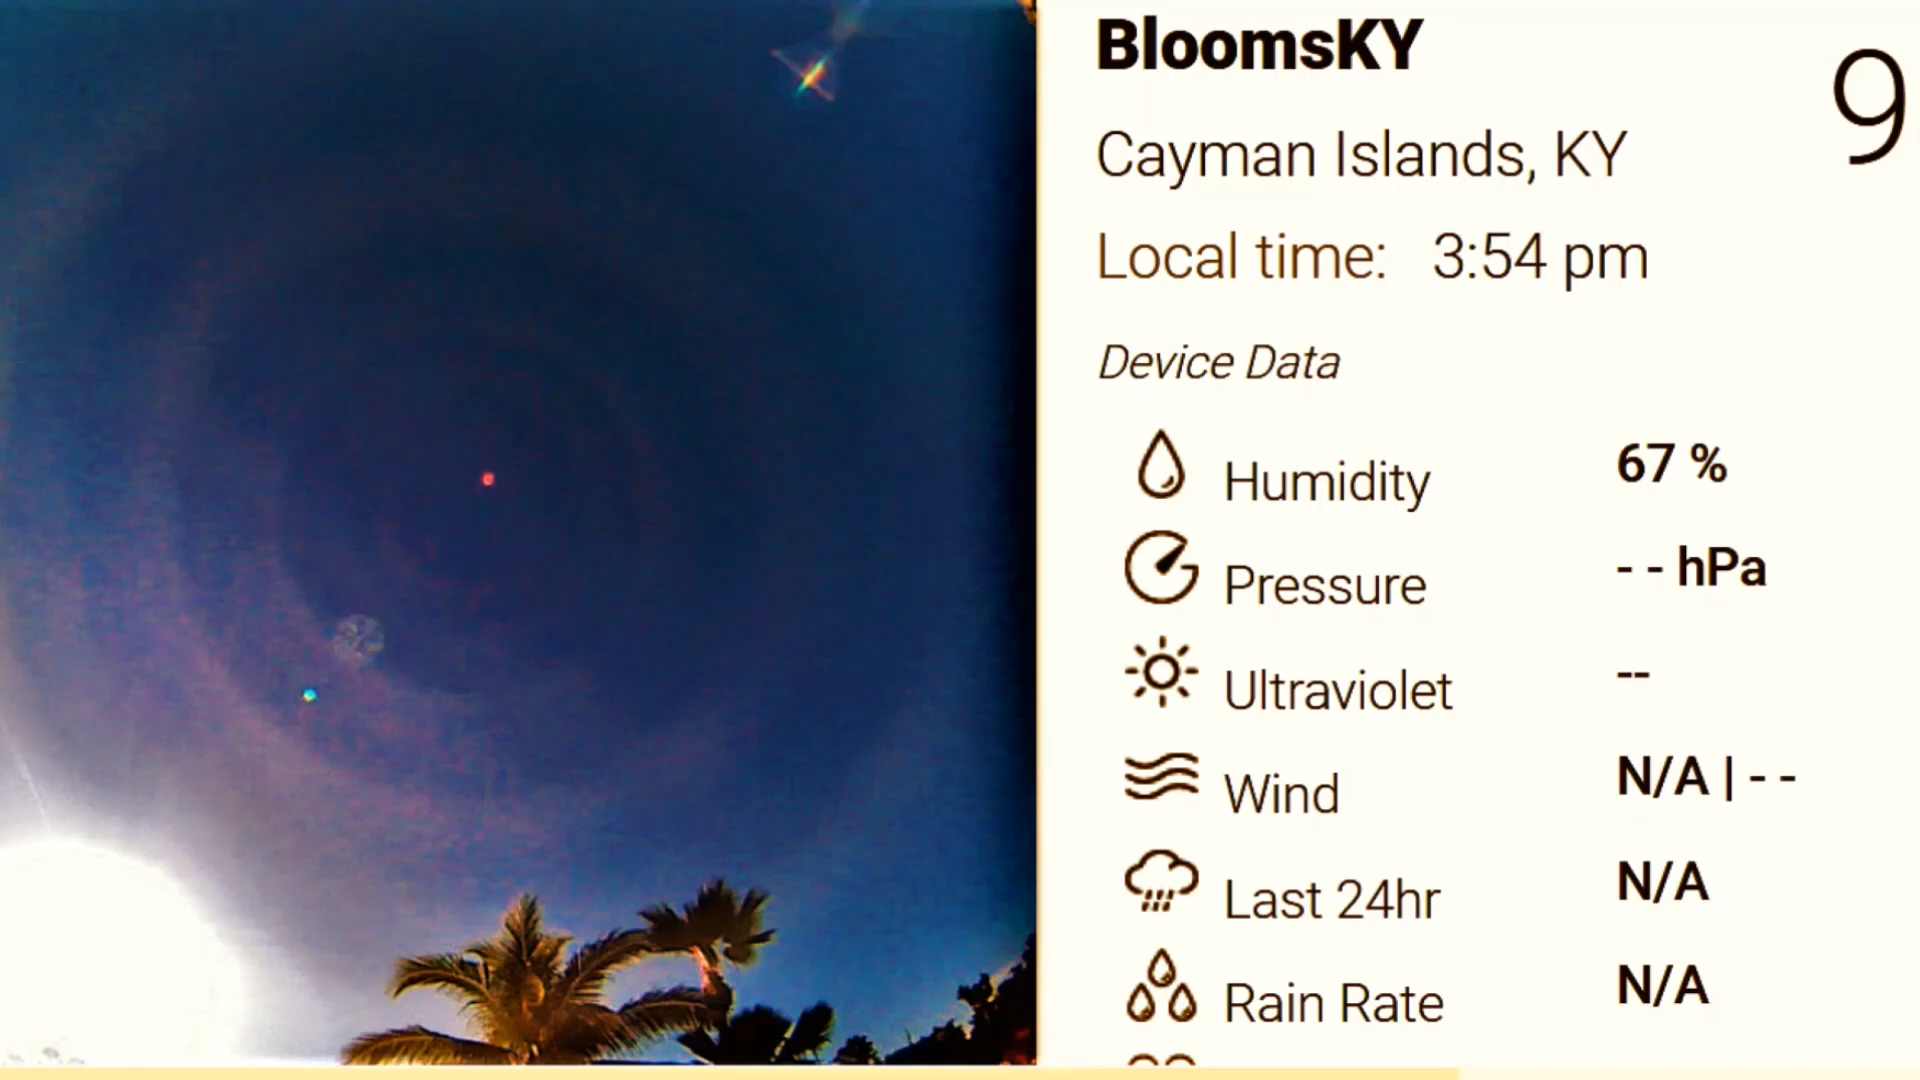 BloomsKY
9
Cayman Islands, KY
Local time: 3:54 pm
Device Data
Humidity 67 %
Pressure - - hPa
Ultraviolet --
Wind N/A | - -
Last 24hr N/A
Rain Rate N/A